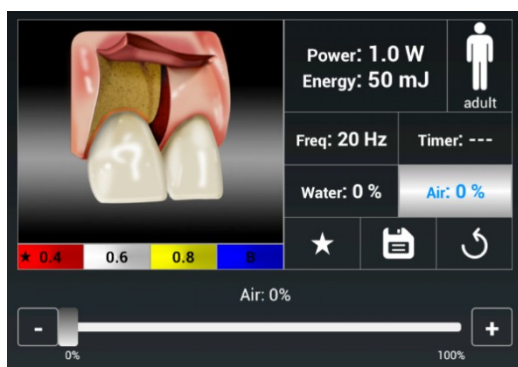 Power: 1.0 W
Energy: 50 mJ
adult
Freq: 20 Hz
Timer: ---
Water: 0 %
Air: 0 %
★ 0.4
0.6
0.8
8
Air: 0%
-
+
0%
100%